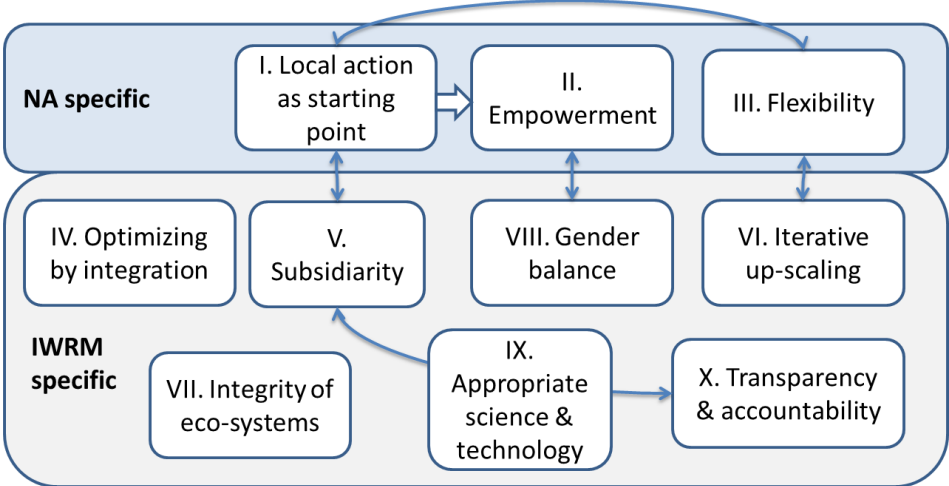 NA specific
I. Local action
as starting
point
II.
Empowerment
III. Flexibility
IV. Optimizing
by integration
V.
Subsidiarity
VIII. Gender
balance
VI. Iterative
up-scaling
IWRM
specific
VII. Integrity of
eco-systems
IX.
Appropriate
science &
technology
X. Transparency
& accountability